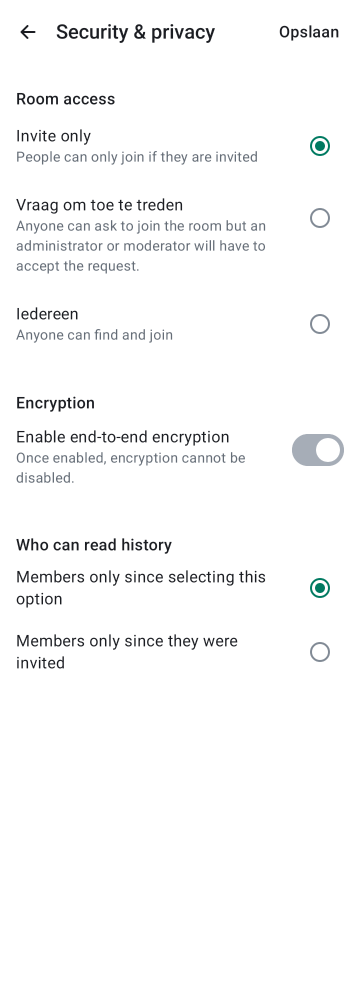 Security & privacy
Opslaan
Room access
Invite only
People can only join if they are invited
Vraag om toe te treden
Anyone can ask to join the room but an
administrator or moderator will have to
accept the request.
Iedereen
Anyone can find and join
Encryption
Enable end-to-end encryption
Once enabled, encryption cannot be
disabled.
Who can read history
Members only since selecting this
option
Members only since they were
invited